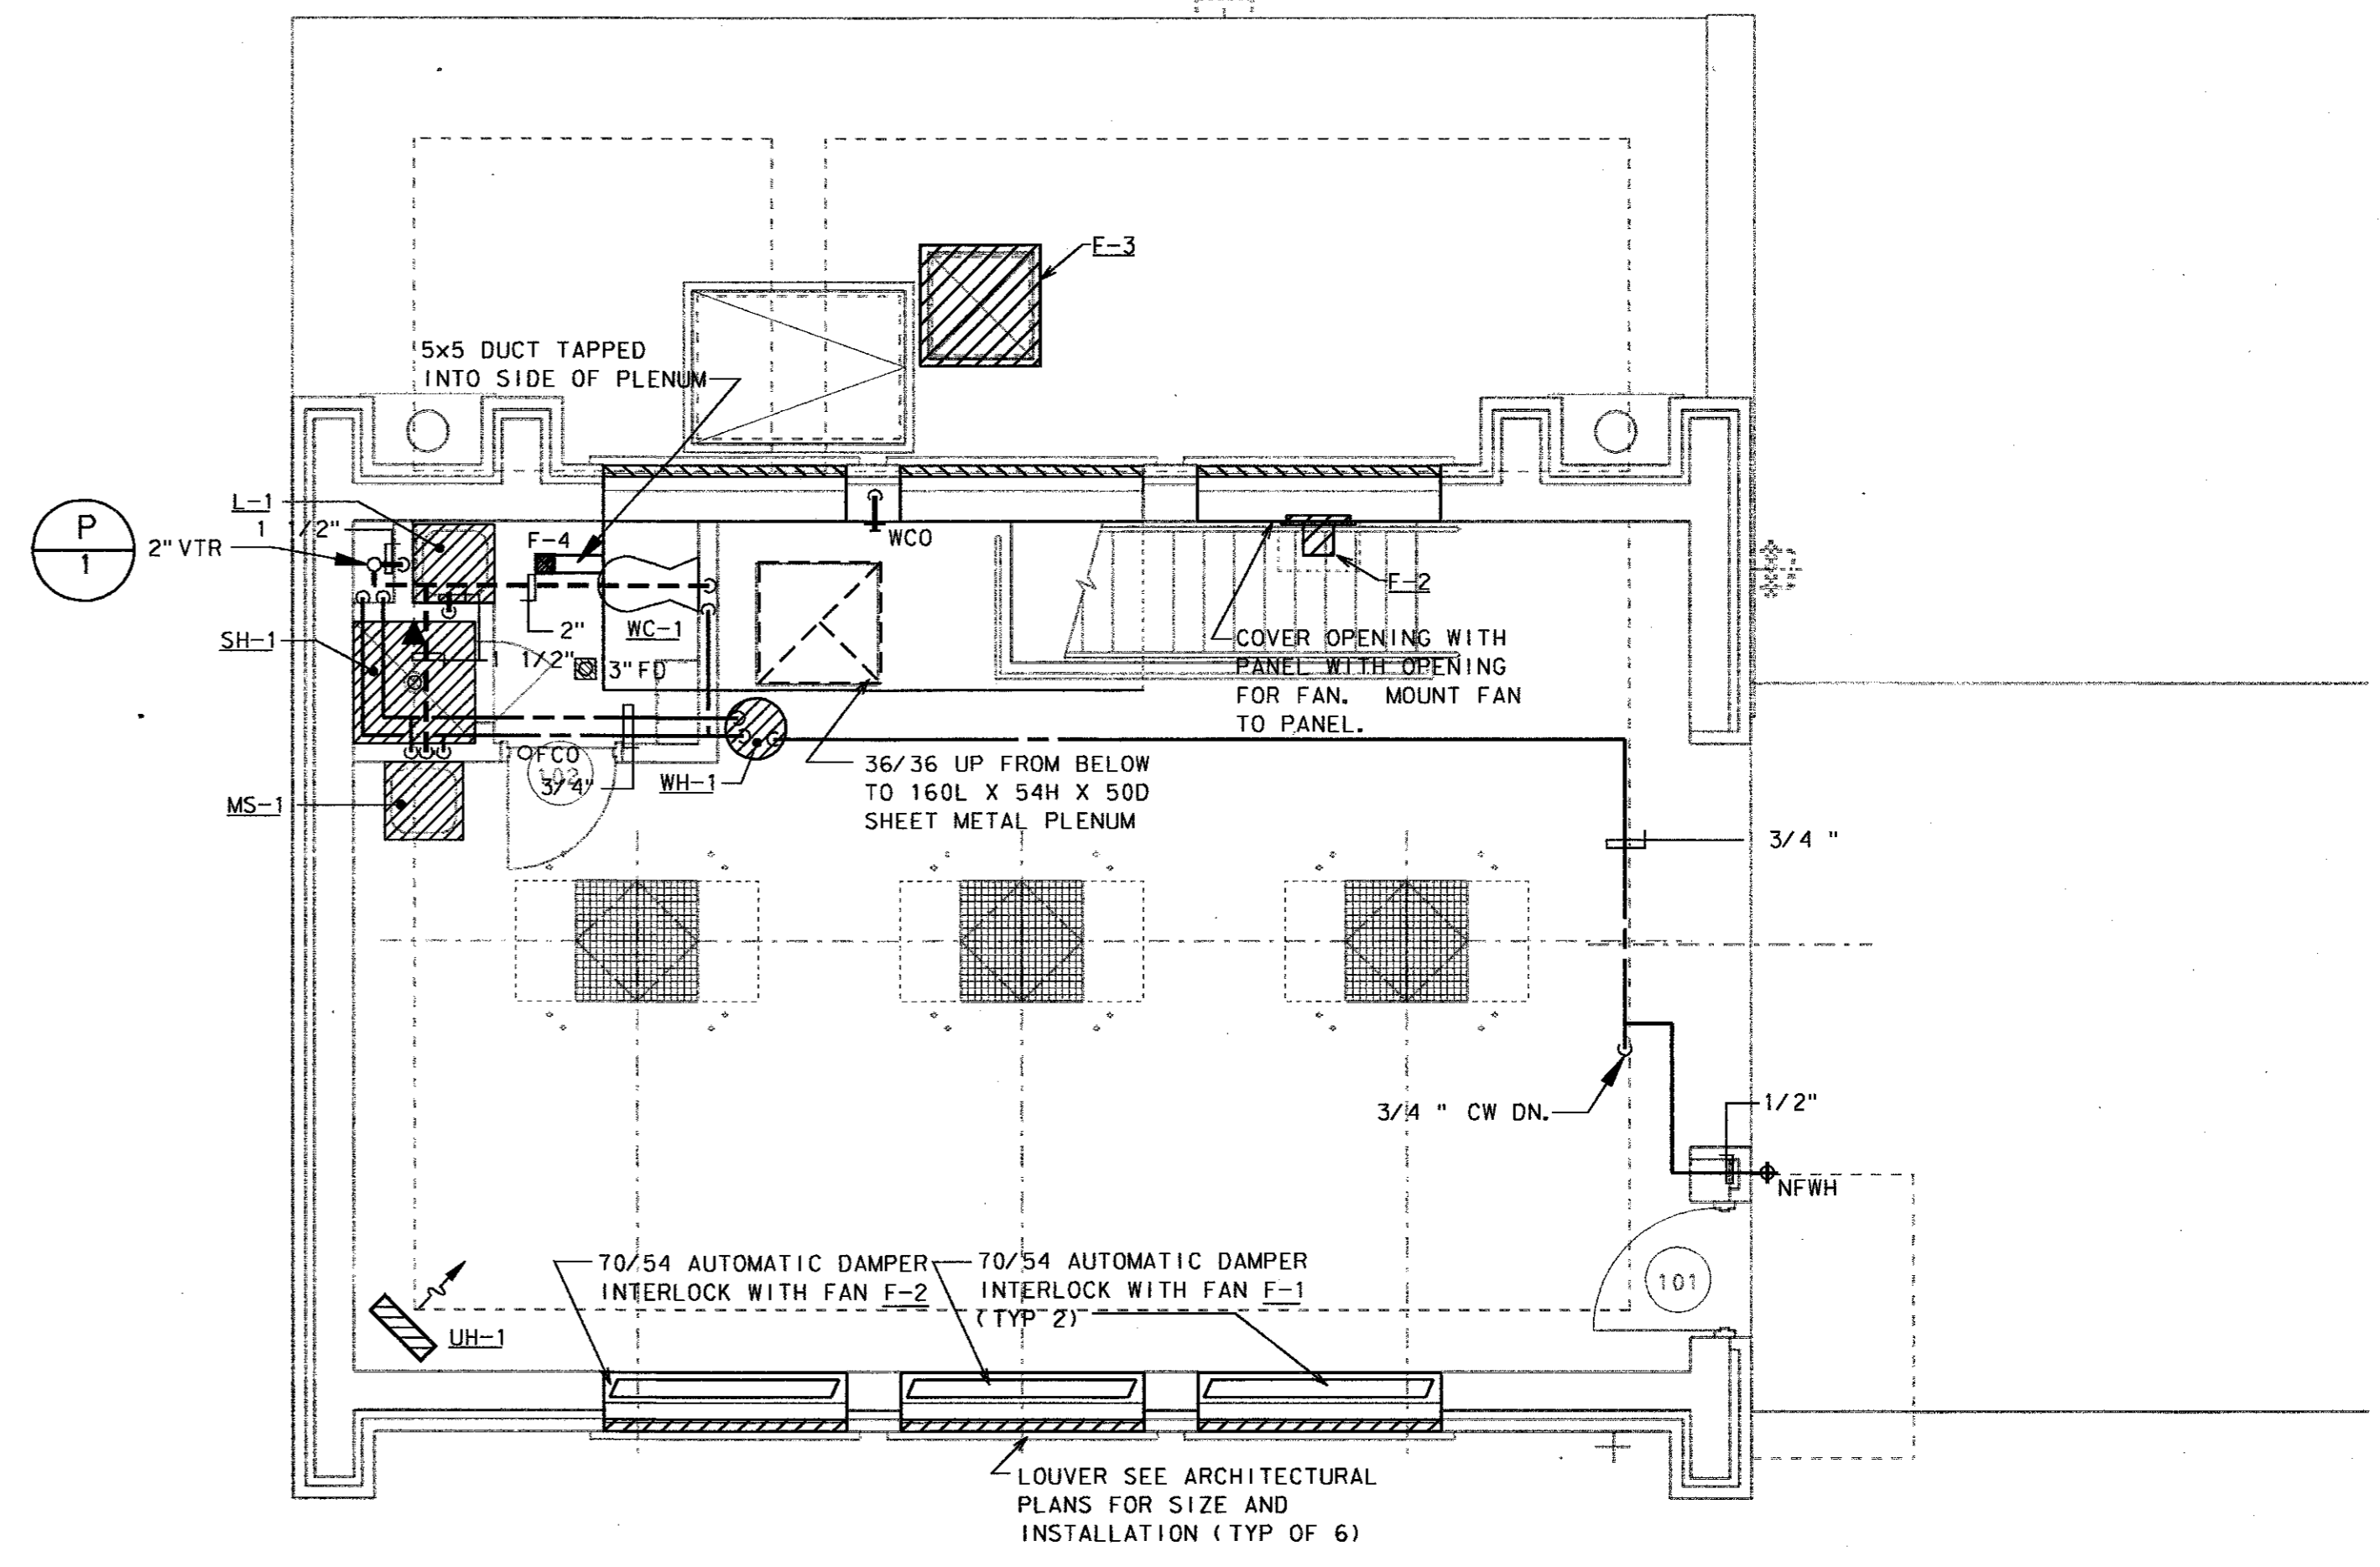 F-3
5x5 DUCT TAPPED
INTO SIDE OF PLENUM
L-1
1 1/2"
P
1
2" VTR
F-4
WCO
F-2
SH-1
2"
WC-1
1 1/2"
3" FD
COVER OPENING WITH
PANEL WITH OPENING
FOR FAN. MOUNT FAN
TO PANEL.
FCO
102
3/4"
WH-1
36/36 UP FROM BELOW
TO 160L X 54H X 50D
SHEET METAL PLENUM
MS-1
3/4 "
3/4 " CW DN.
1/2"
NFWH
70/54 AUTOMATIC DAMPER
INTERLOCK WITH FAN F-2
70/54 AUTOMATIC DAMPER
INTERLOCK WITH FAN F-1
(TYP 2)
101
UH-1
LOUVER SEE ARCHITECTURAL
PLANS FOR SIZE AND
INSTALLATION (TYP OF 6)